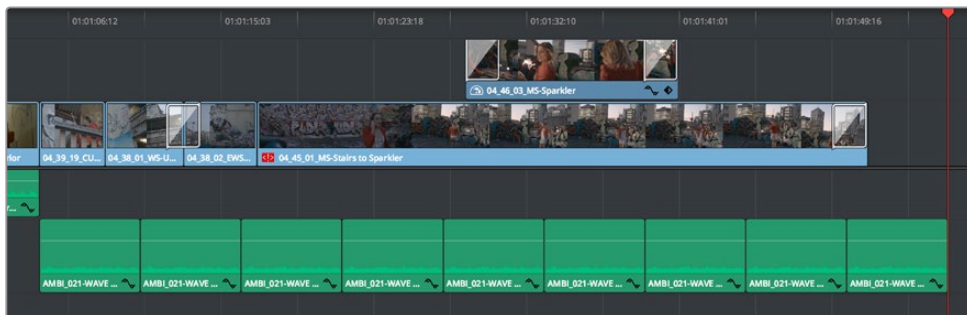 01:01:06:12
01:01:15:03
01:01:23:18
01:01:32:10
01:01:41:01
01:01:49:16
04_46_03_MS-Sparkler
04_39_19_CU...
04_38_01_WS-U...
04_38_02_EWS...
04_45_01_MS-Stairs to Sparkler
AMBI_021-WAVE ...
AMBI_021-WAVE ...
AMBI_021-WAVE ...
AMBI_021-WAVE ...
AMBI_021-WAVE ...
AMBI_021-WAVE ...
AMBI_021-WAVE ...
AMBI_021-WAVE ...
AMBI_021-WAVE ...